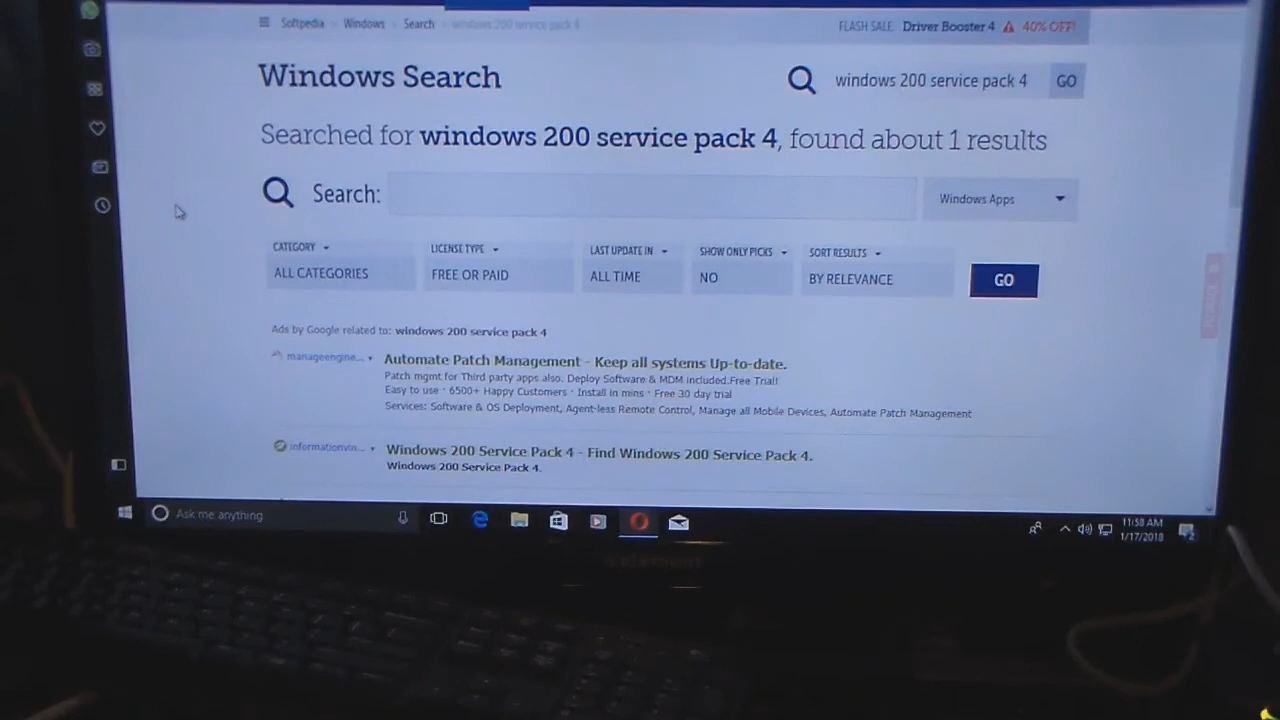 Softpedia > Windows > Search > windows 200 service pack 4
FLASH SALE Driver Booster 4 40% OFF!
Windows Search
windows 200 service pack 4 GO
Searched for windows 200 service pack 4, found about 1 results
Search:
Windows Apps
CATEGORY LICENSE TYPE LAST UPDATE IN SHOW ONLY PICKS SORT RESULTS
ALL CATEGORIES FREE OR PAID ALL TIME NO BY RELEVANCE GO
Ads by Google related to: windows 200 service pack 4
manageengine... Automate Patch Management - Keep all systems Up-to-date.
Patch mgmt for Third party apps also. Deploy Software & MDM included.Free Trial!
Easy to use · 6500+ Happy Customers · Install in mins · Free 30 day trial
Services: Software & OS Deployment, Agent-less Remote Control, Manage all Mobile Devices, Automate Patch Management
informationvin... Windows 200 Service Pack 4 - Find Windows 200 Service Pack 4.
Windows 200 Service Pack 4.
Ask me anything
11:58 AM
1/17/2018
element